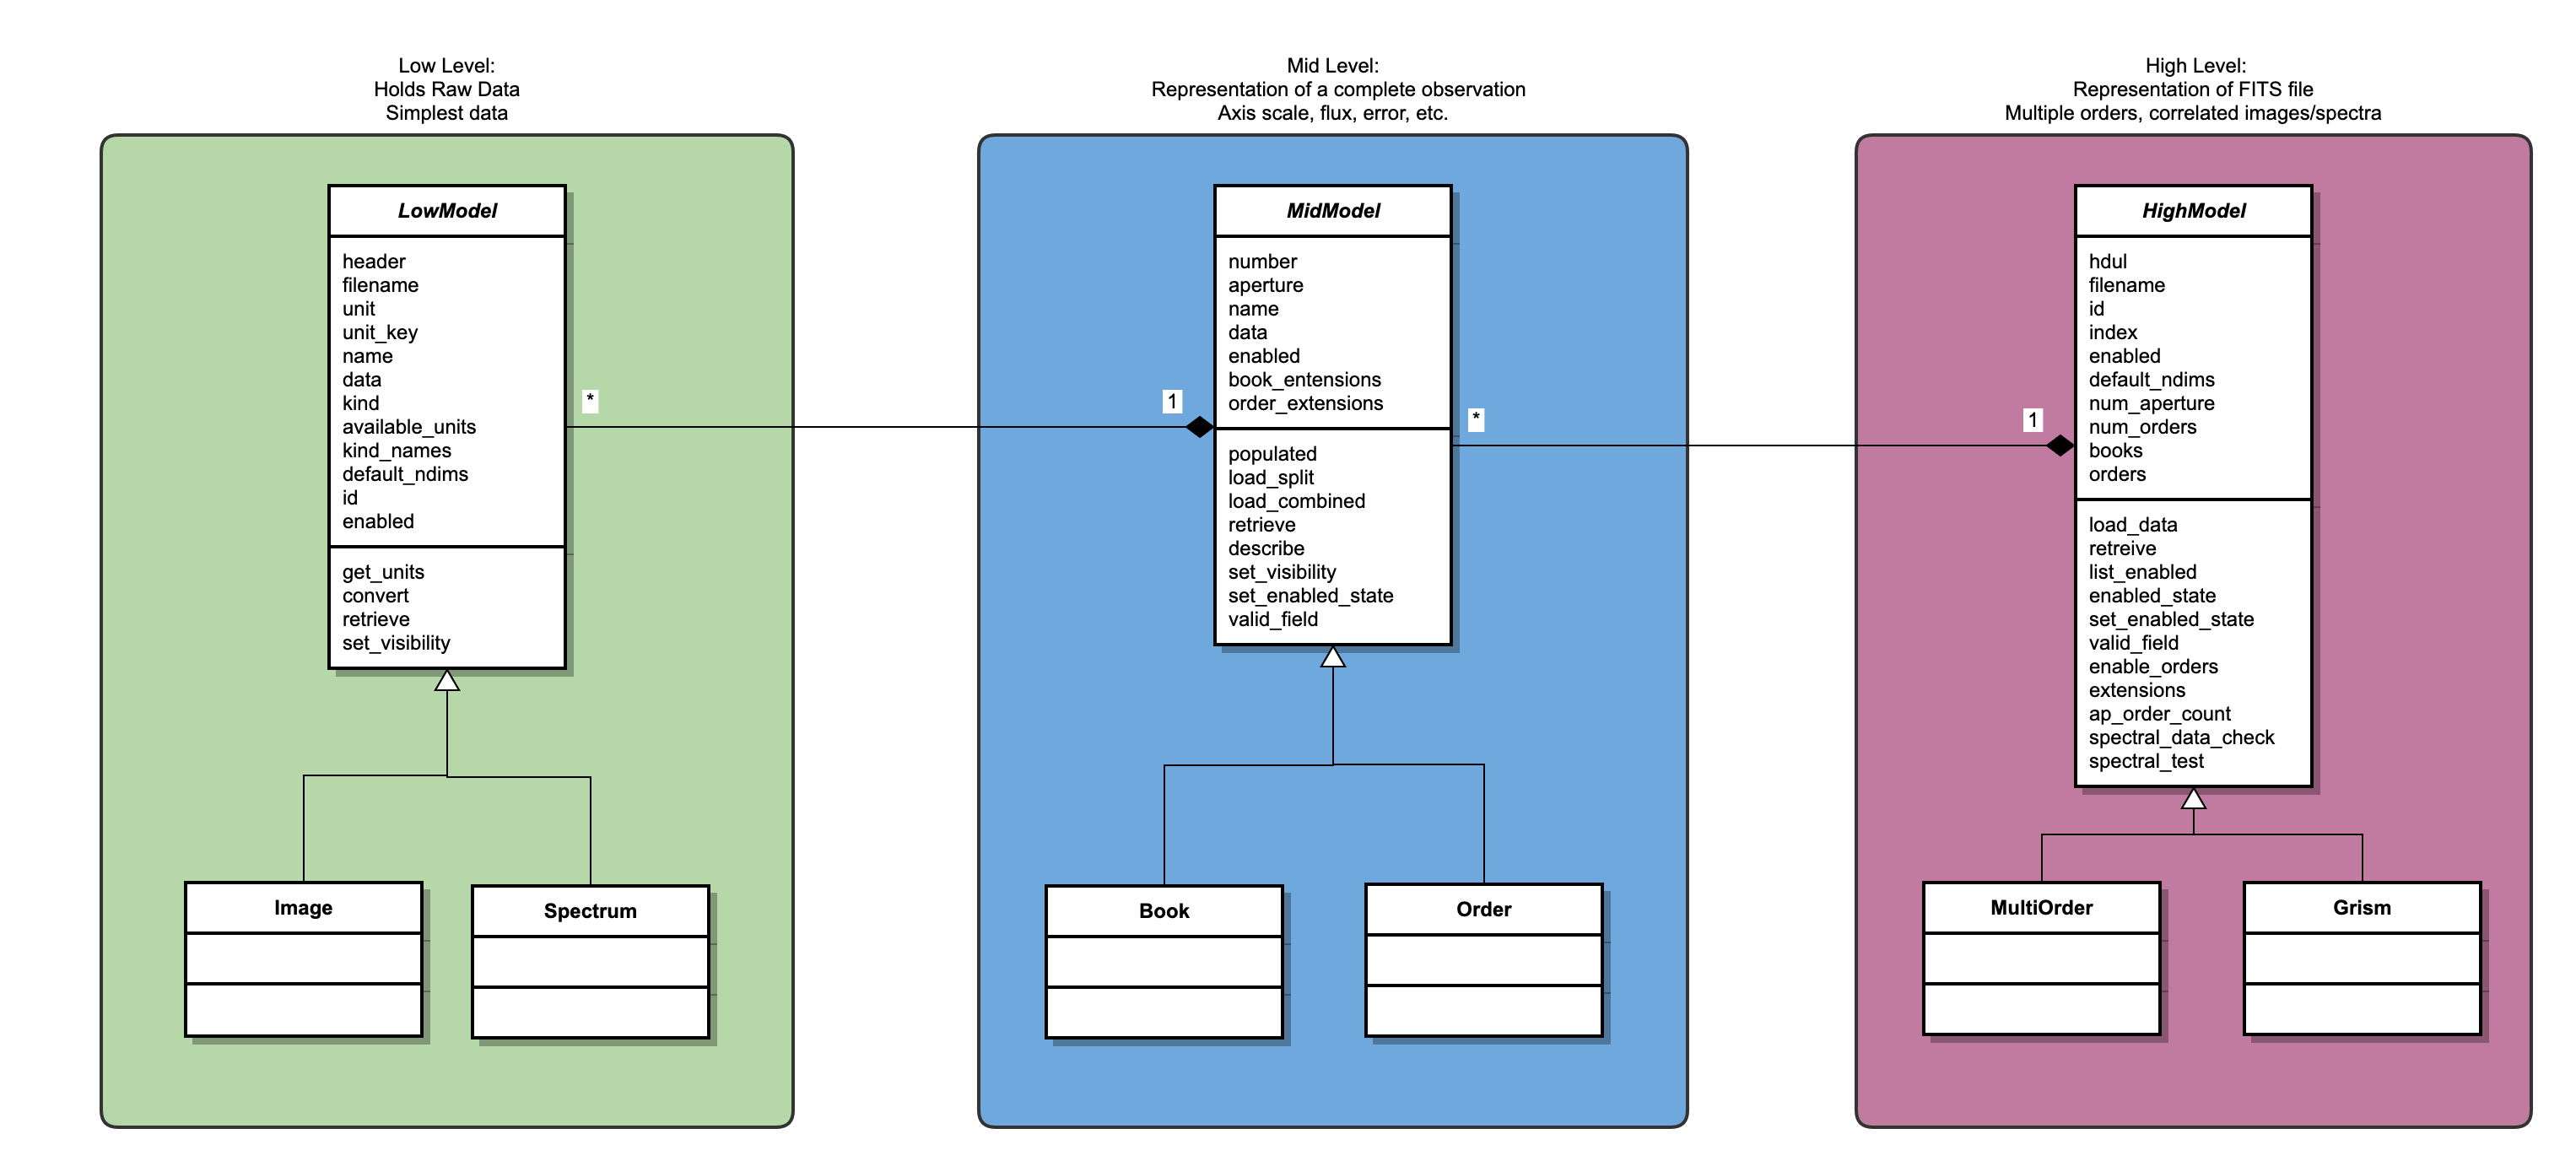 Low Level:
Holds Raw Data
Simplest data
LowModel
header
filename
unit
unit_key
name
data
kind
available_units
kind_names
default_ndims
id
enabled
get_units
convert
retrieve
set_visibility
*
1
Image
Spectrum
Mid Level:
Representation of a complete observation
Axis scale, flux, error, etc.
MidModel
number
aperture
name
data
enabled
book_entensions
order_extensions
populated
load_split
load_combined
retrieve
describe
set_visibility
set_enabled_state
valid_field
*
1
Book
Order
High Level:
Representation of FITS file
Multiple orders, correlated images/spectra
HighModel
hdul
filename
id
index
enabled
default_ndims
num_aperture
num_orders
books
orders
load_data
retreive
list_enabled
enabled_state
set_enabled_state
valid_field
enable_orders
extensions
ap_order_count
spectral_data_check
spectral_test
MultiOrder
Grism